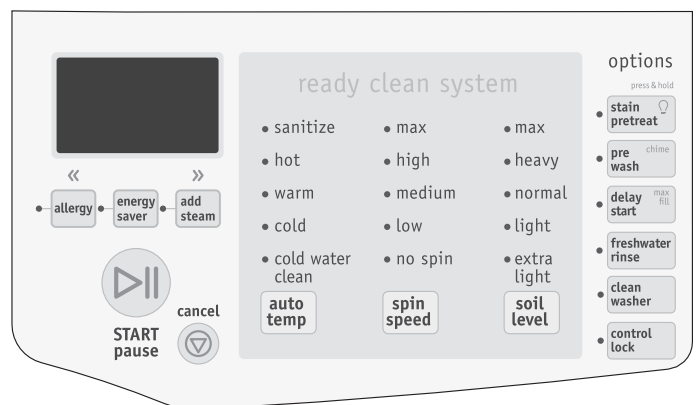 ready clean system
options
press & hold
sanitize
hot
warm
cold
cold water
clean
auto
temp
max
high
medium
low
no spin
spin
speed
max
heavy
normal
light
extra
light
soil
level
«
»
allergy
energy
saver
add
steam
START
pause
cancel
stain
pretreat
pre
wash
chime
delay
start
max
fill
freshwater
rinse
clean
washer
control
lock